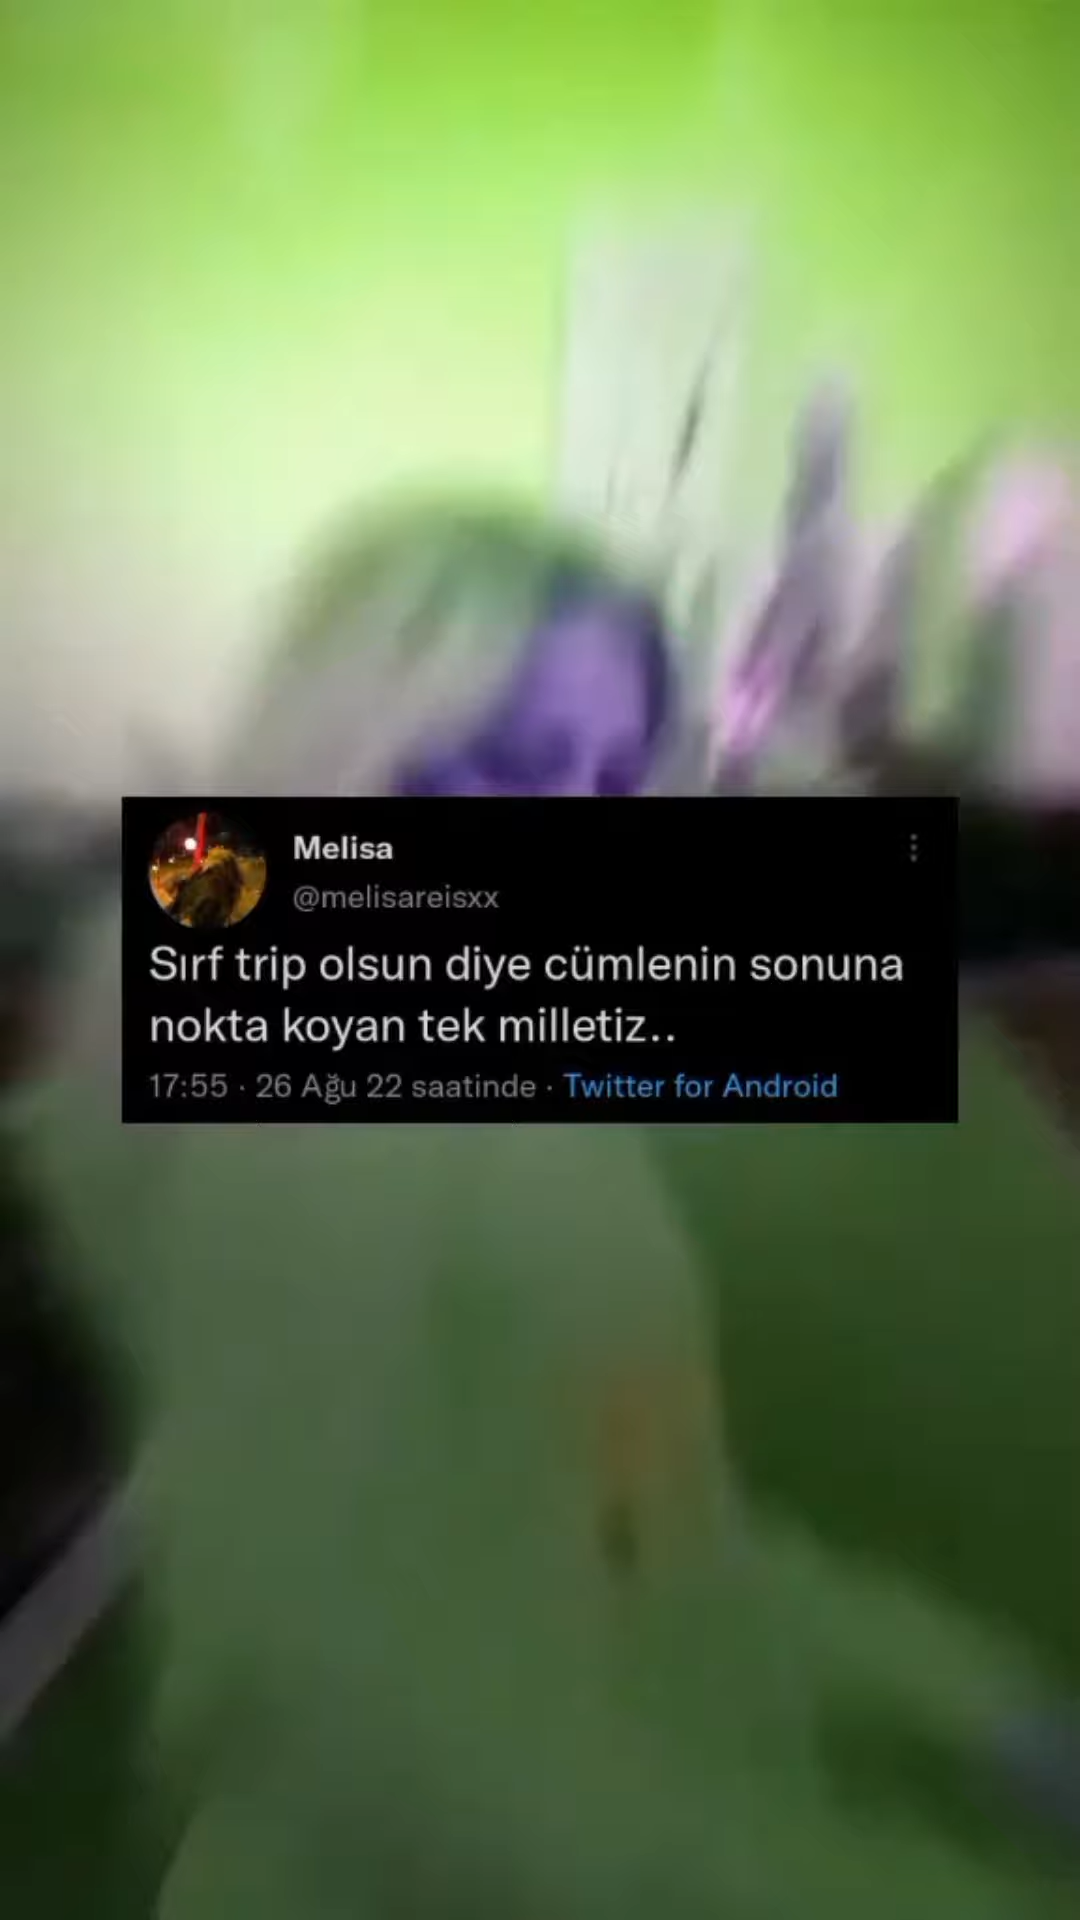 Melisa
@melisareisxx
Sırf trip olsun diye cümlenin sonuna
nokta koyan tek milletiz..
17:55 · 26 Ağu 22 saatinde · Twitter for Android